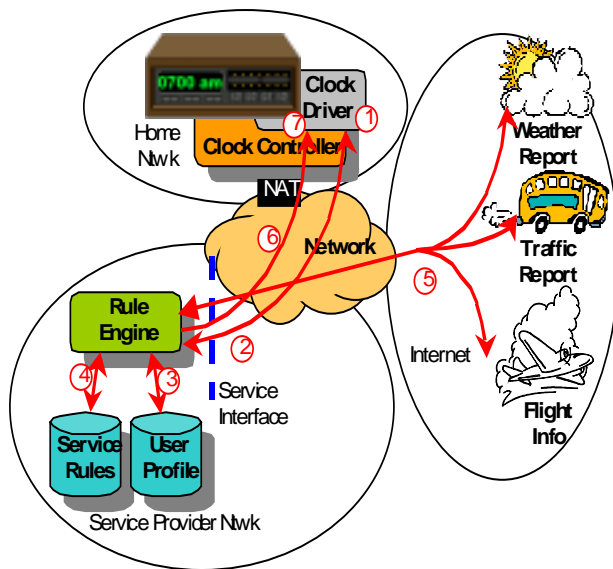 0700 am
Clock
Driver
1
7
Home
Ntwk
Clock Controller
NAT
Weather
Report
6
Network
Traffic
Report
5
Rule
Engine
2
Internet
4
3
Service
Interface
Flight
Info
Service
Rules
User
Profile
Service Provider Ntwk